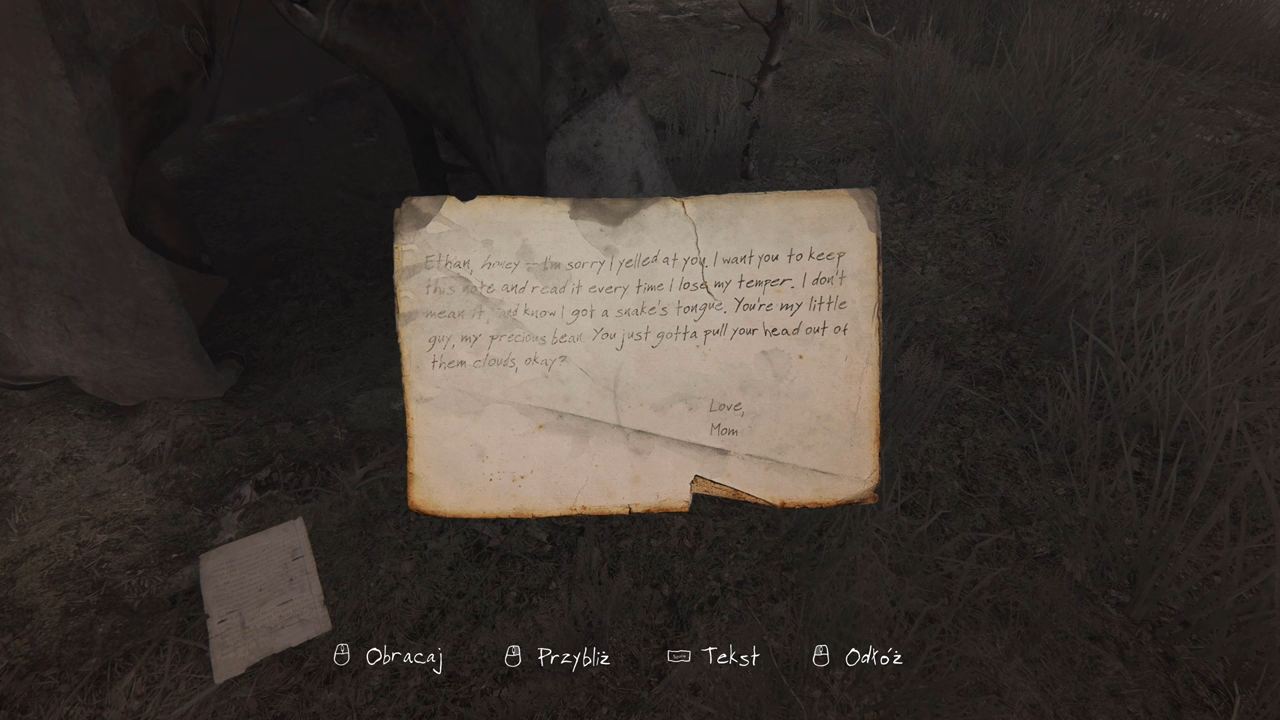 Ethan, honey – I'm sorry I yelled at you. I want you to keep
this note and read it every time I lose my temper. I don't
mean it, and know I got a snake's tongue. You're my little
guy, my precious bean. You just gotta pull your head out of
them clouds, okay?
Love,
Mom
Obracaj Przybliż Tekst Odłóż